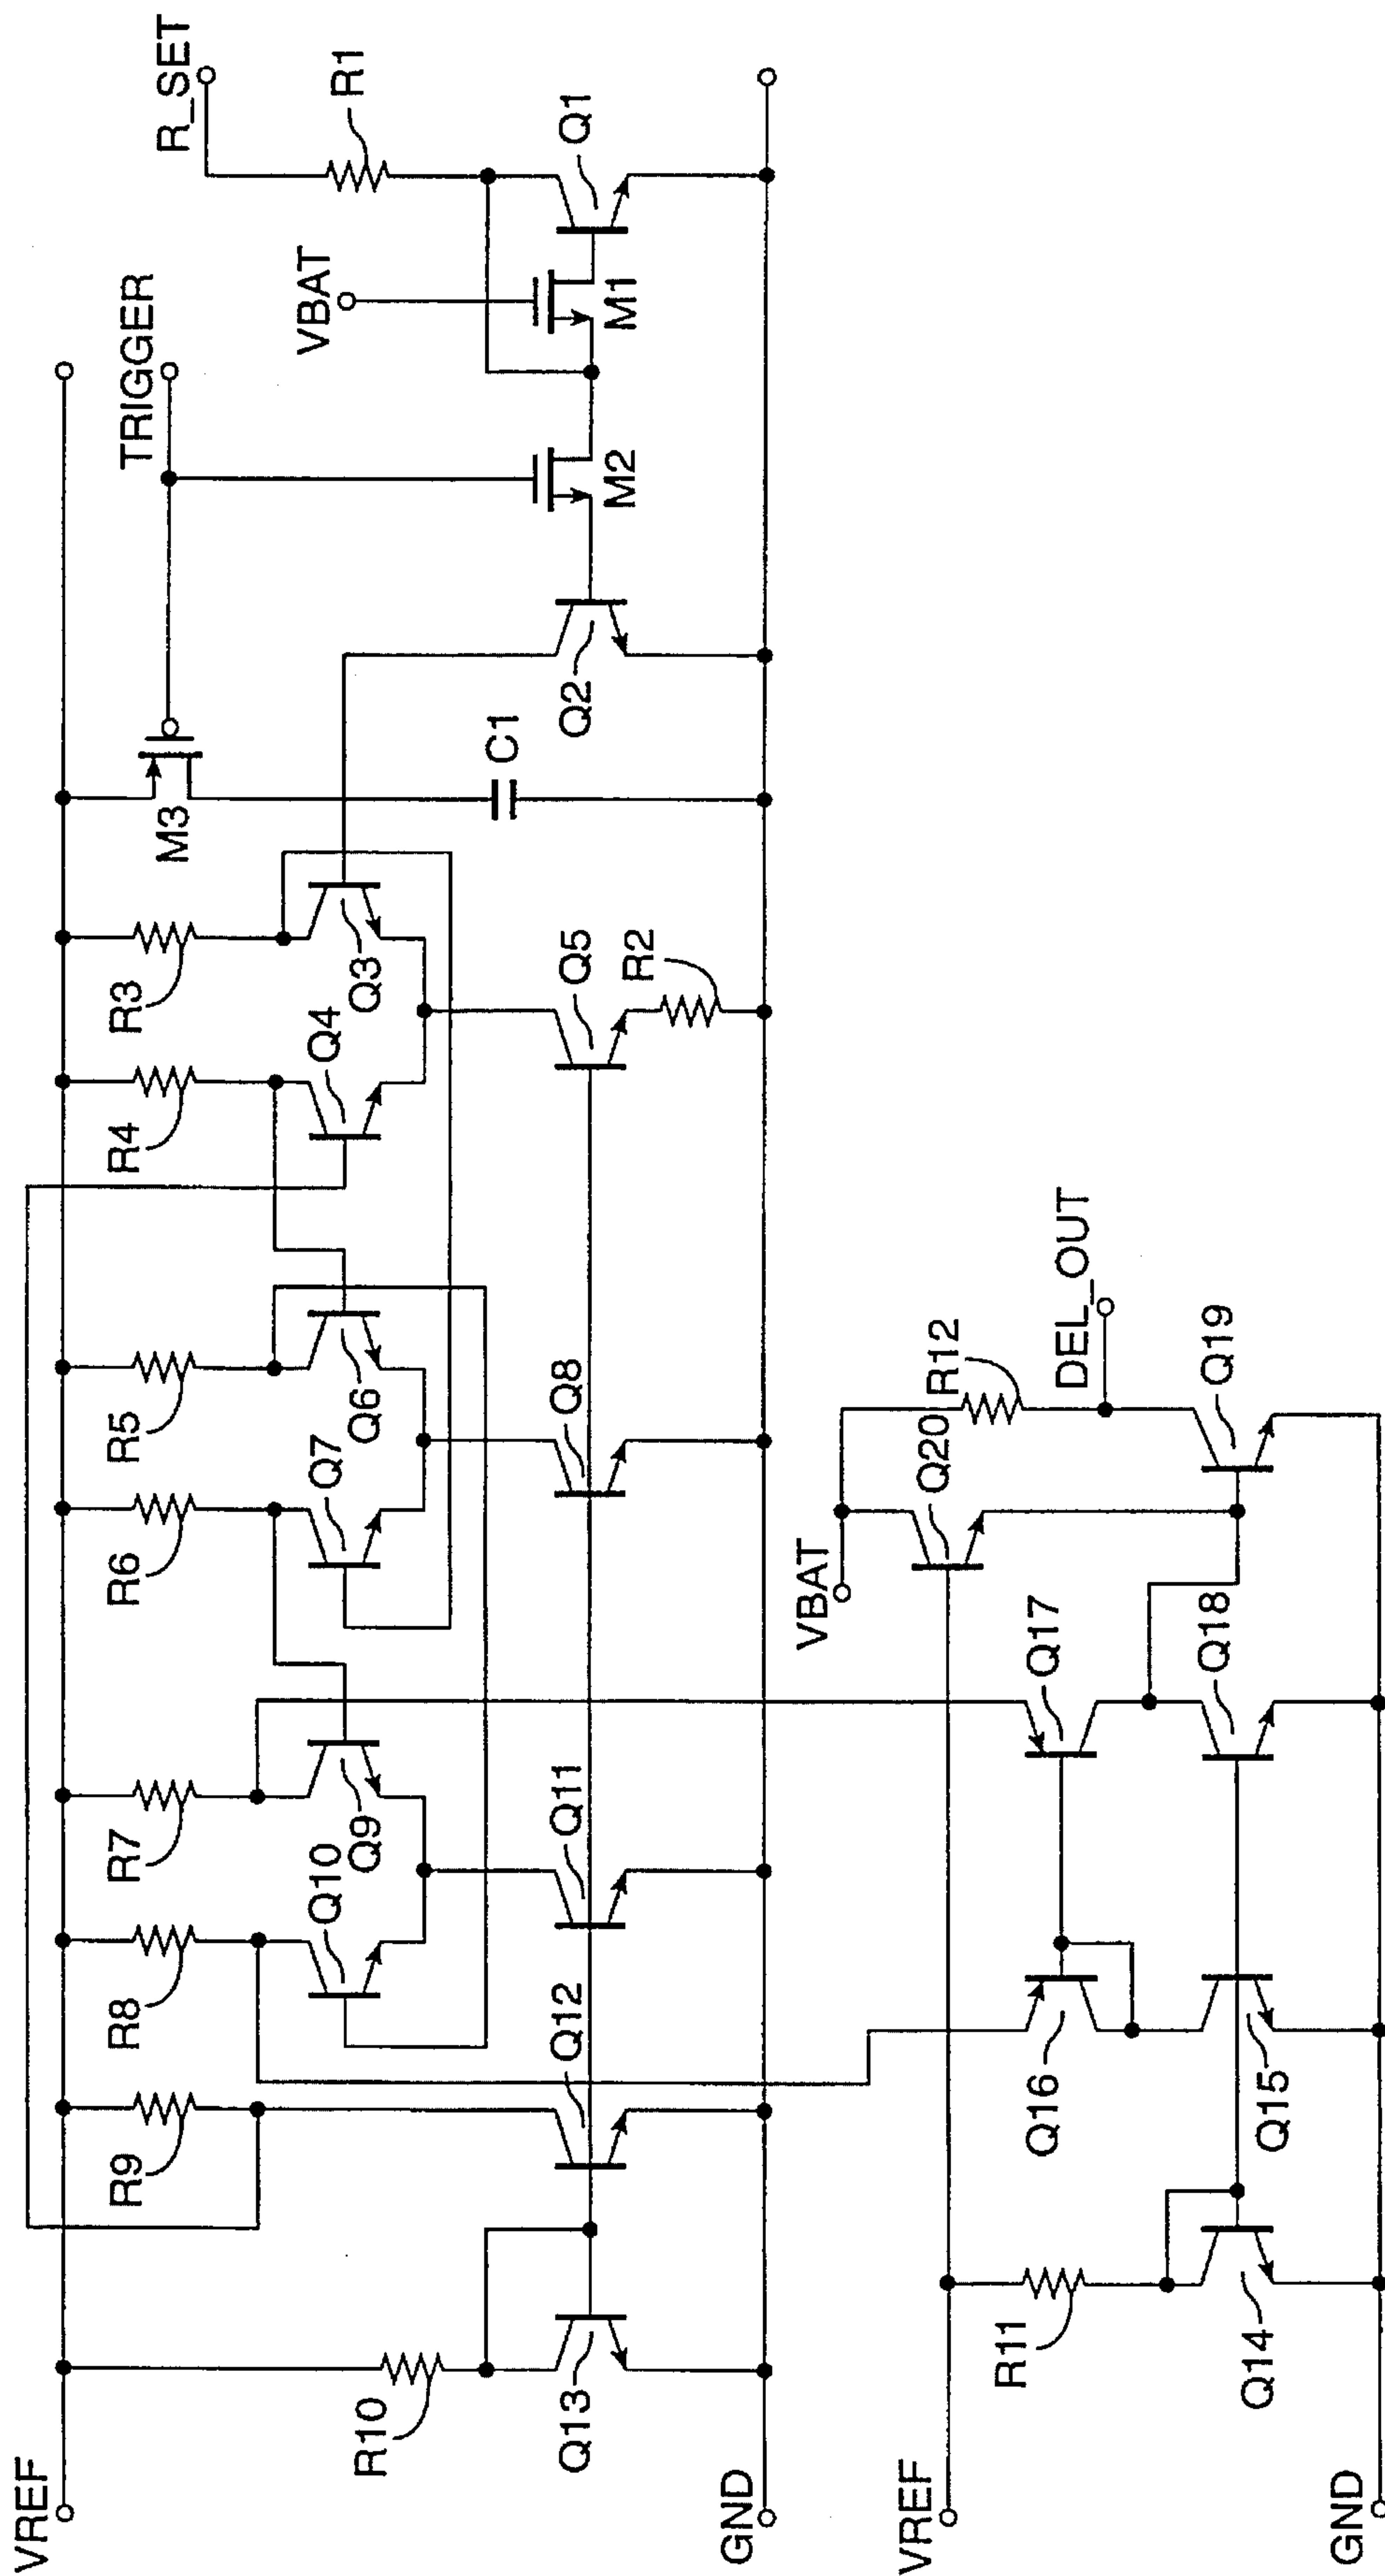 VREF
TRIGGER
R_SET
VBAT
R1
R10
R9
R8
R7
R6
R5
R4
R3
M3
C1
Q10
Q9
Q7
Q6
Q4
Q3
Q13
Q12
Q11
Q8
Q5
R2
Q2
M2
M1
Q1
GND
VREF
VBAT
R11
Q16
Q17
Q20
R12
DEL_OUT
Q14
Q15
Q18
Q19
GND